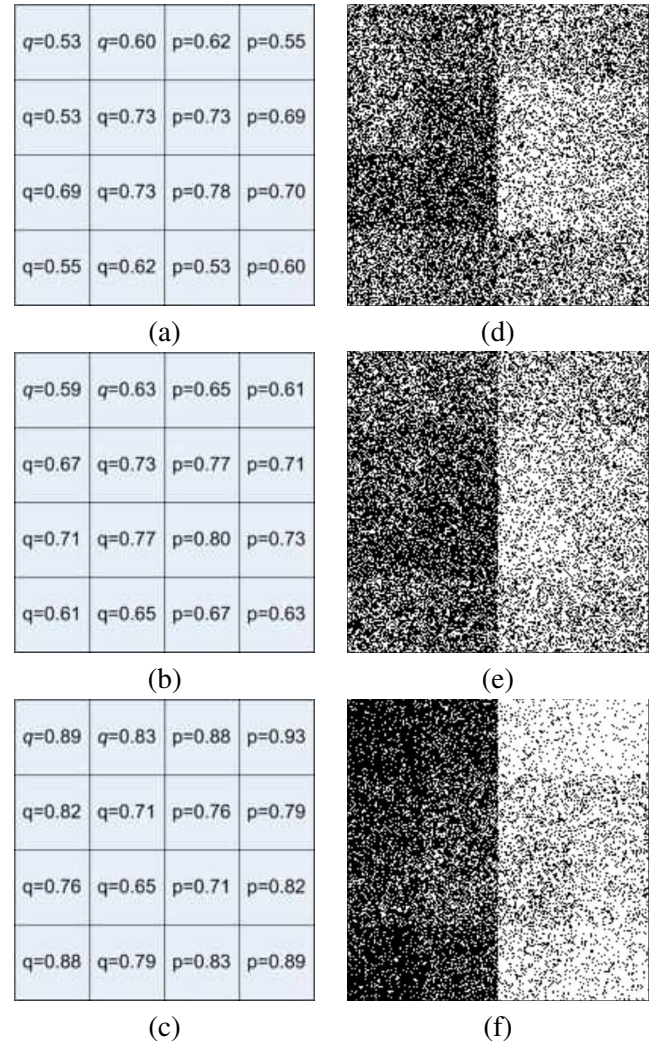 q=0.53 q=0.60 p=0.62 p=0.55
q=0.53 q=0.73 p=0.73 p=0.69
q=0.69 q=0.73 p=0.78 p=0.70
q=0.55 q=0.62 p=0.53 p=0.60
(a) (d)
q=0.59 q=0.63 p=0.65 p=0.61
q=0.67 q=0.73 p=0.77 p=0.71
q=0.71 q=0.77 p=0.80 p=0.73
q=0.61 q=0.65 p=0.67 p=0.63
(b) (e)
q=0.89 q=0.83 p=0.88 p=0.93
q=0.82 q=0.71 p=0.76 p=0.79
q=0.76 q=0.65 p=0.71 p=0.82
q=0.88 q=0.79 p=0.83 p=0.89
(c) (f)